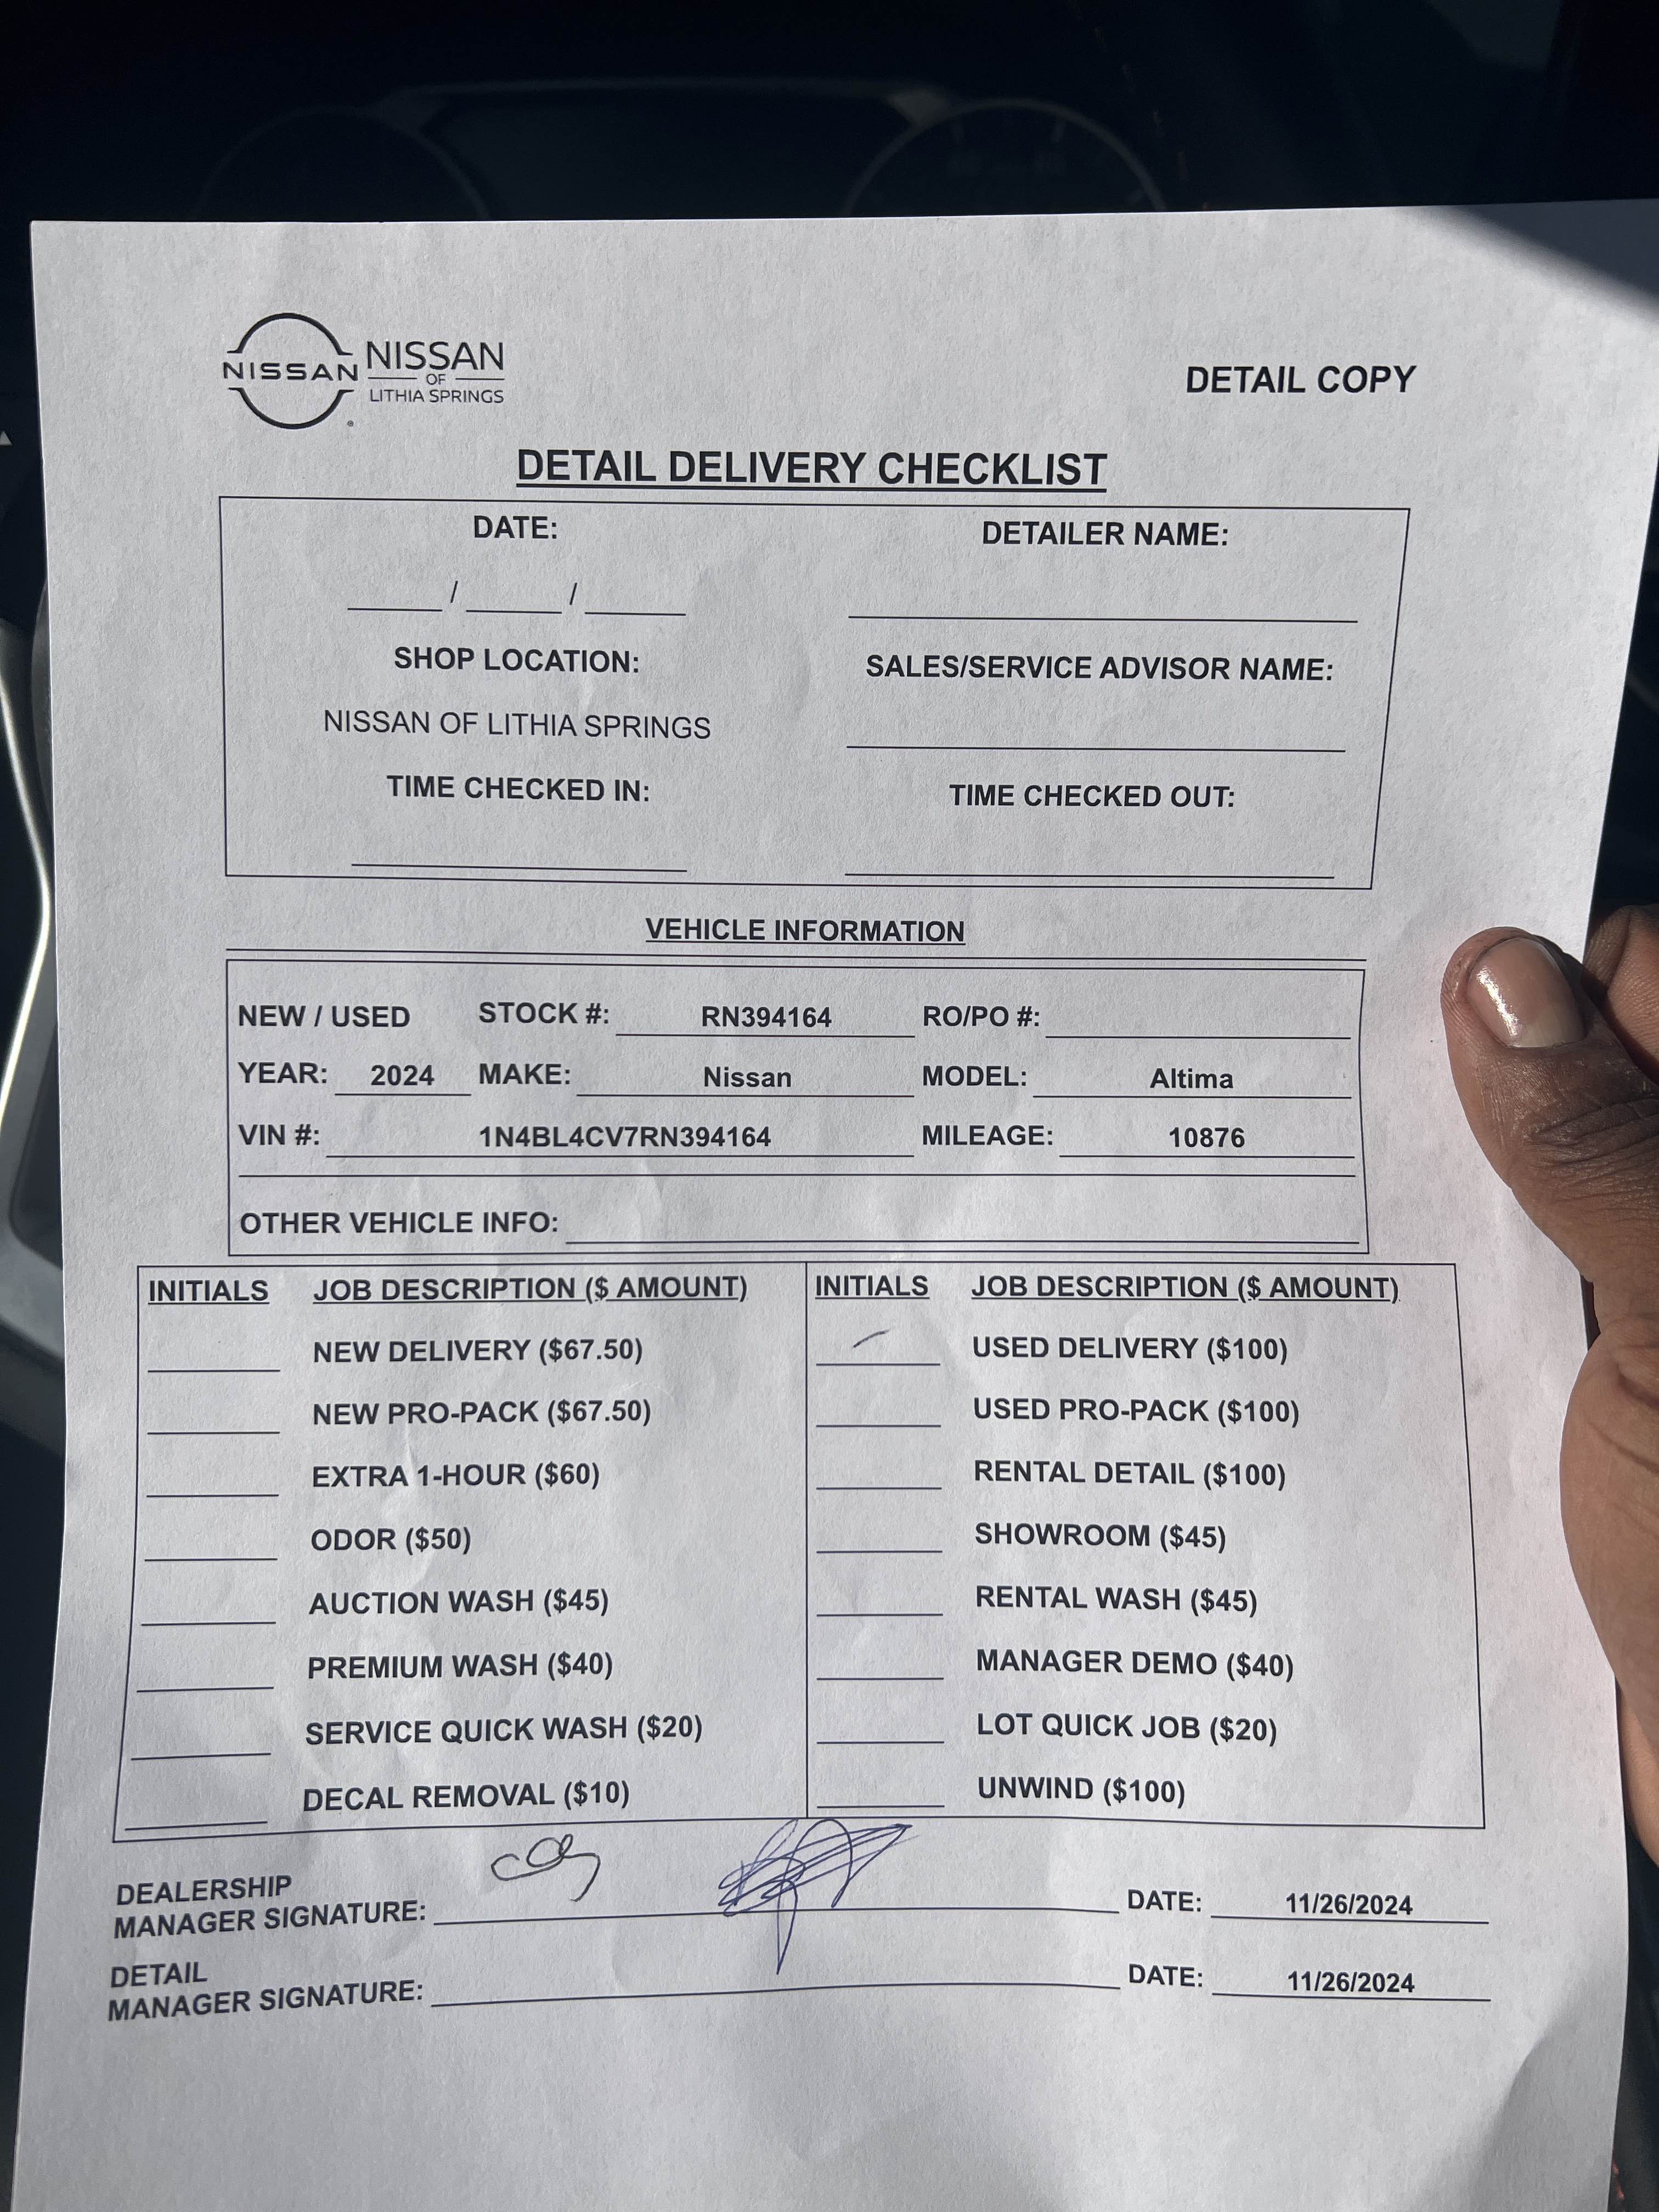 NISSAN
NISSAN
OF
LITHIA SPRINGS
DETAIL COPY
DETAIL DELIVERY CHECKLIST
DATE: DETAILER NAME:
____ / ____ / ____ ____________________
SHOP LOCATION: SALES/SERVICE ADVISOR NAME:
NISSAN OF LITHIA SPRINGS ____________________
TIME CHECKED IN: TIME CHECKED OUT:
VEHICLE INFORMATION
NEW / USED STOCK #: RN394164 RO/PO #:
YEAR: 2024 MAKE: Nissan MODEL: Altima
VIN #: 1N4BL4CV7RN394164 MILEAGE: 10876
OTHER VEHICLE INFO:
INITIALS JOB DESCRIPTION ($ AMOUNT) INITIALS JOB DESCRIPTION ($ AMOUNT)
NEW DELIVERY ($67.50) USED DELIVERY ($100)
NEW PRO-PACK ($67.50) USED PRO-PACK ($100)
EXTRA 1-HOUR ($60) RENTAL DETAIL ($100)
ODOR ($50) SHOWROOM ($45)
AUCTION WASH ($45) RENTAL WASH ($45)
PREMIUM WASH ($40) MANAGER DEMO ($40)
SERVICE QUICK WASH ($20) LOT QUICK JOB ($20)
DECAL REMOVAL ($10) UNWIND ($100)
DEALERSHIP
MANAGER SIGNATURE: DATE: 11/26/2024
DETAIL
MANAGER SIGNATURE: DATE: 11/26/2024